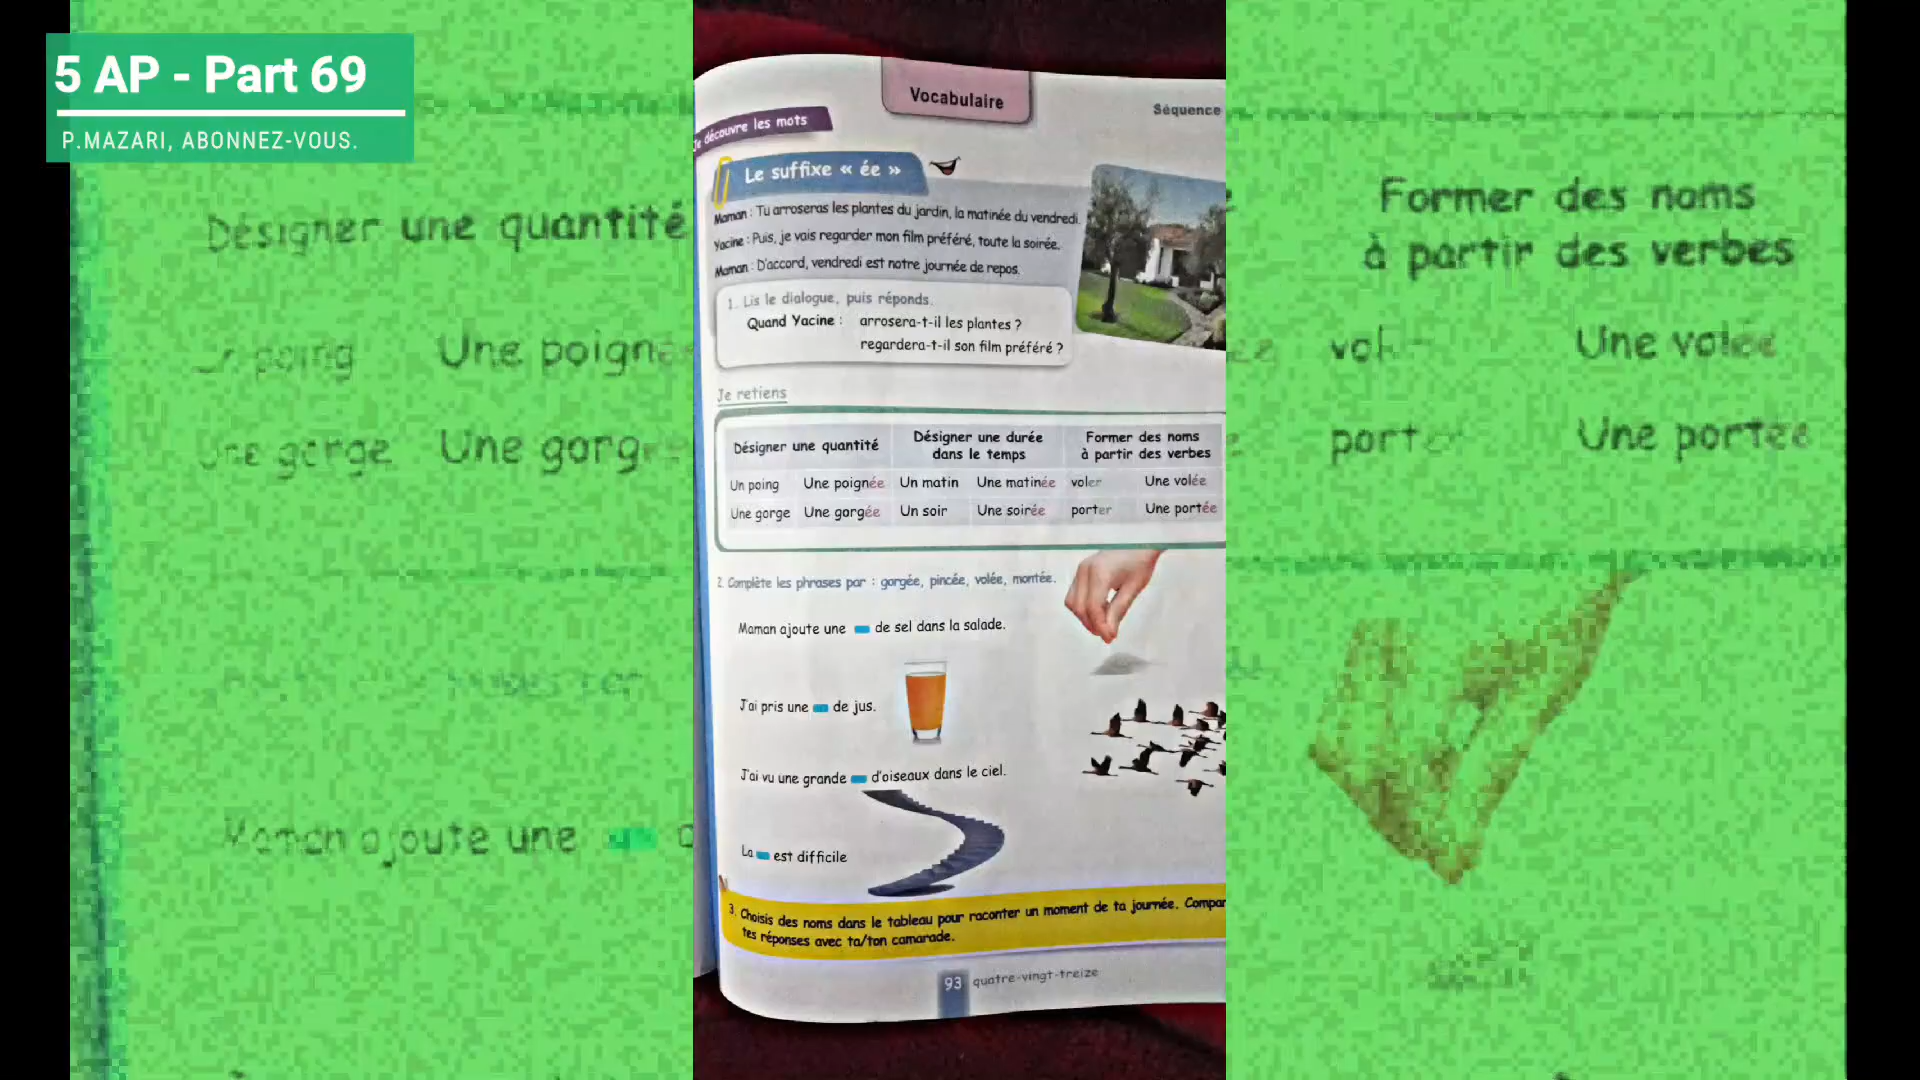 5 AP - Part 69
P.MAZARI, ABONNEZ-VOUS.
Vocabulaire
Séquence
Je découvre les mots
Le suffixe « ée »
Maman : Tu arroseras les plantes du jardin, la matinée du vendredi.
Yacine : Puis, je vais regarder mon film préféré, toute la soirée.
Maman : D'accord, vendredi est notre journée de repos.
1. Lis le dialogue, puis réponds.
Quand Yacine : arrosera-t-il les plantes ?
regardera-t-il son film préféré ?
Je retiens
Désigner une quantité Désigner une durée dans le temps Former des noms à partir des verbes
Un poing Une poignée Un matin Une matinée voler Une volée
Une gorge Une gorgée Un soir Une soirée porter Une portée
2. Complète les phrases par : gorgée, pincée, volée, montée.
Maman ajoute une de sel dans la salade.
J'ai pris une de jus.
J'ai vu une grande d'oiseaux dans le ciel.
La est difficile
3. Choisis des noms dans le tableau pour raconter un moment de ta journée. Compar
tes réponses avec ta/ton camarade.
93 quatre-vingt-treize
Désigner une quantité
poing Une poigné
Une gorge Une gorg
Maman ajoute une
Former des noms
à partir des verbes
vol Une volée
porter Une portée